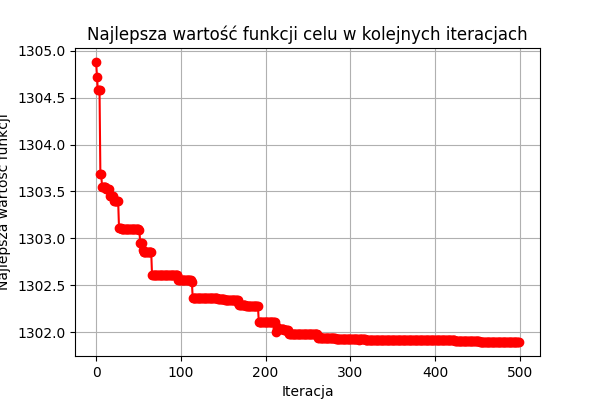 Najlepsza wartość funkcji celu w kolejnych iteracjach
1305.0
1304.5
1304.0
1303.5
1303.0
1302.5
1302.0
Najlepsza wartość funkcji
0 100 200 300 400 500
Iteracja